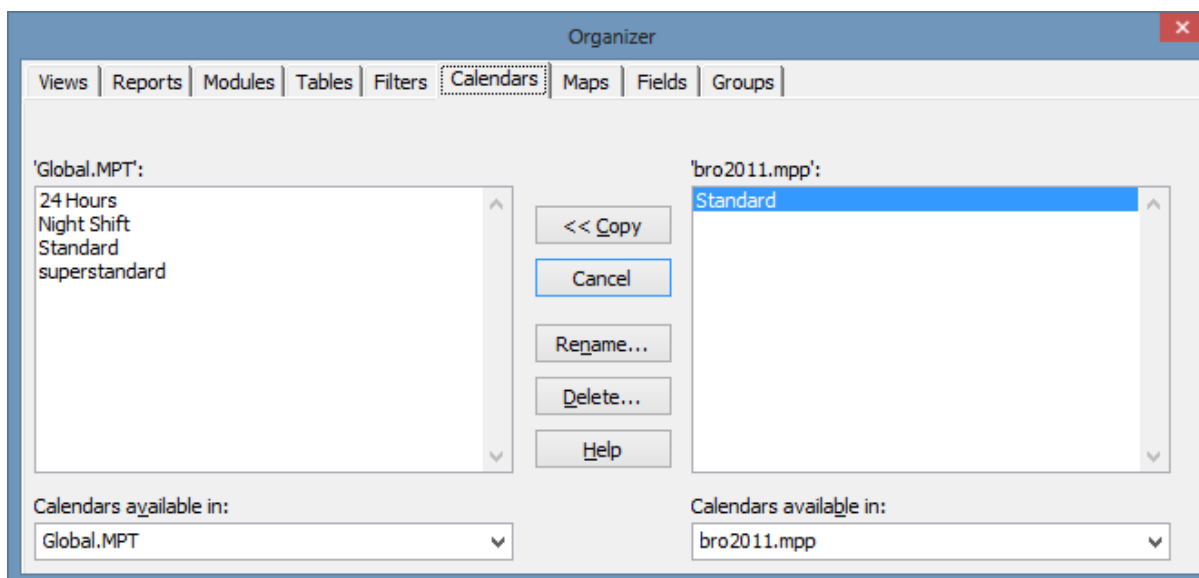 Organizer
Views Reports Modules Tables Filters Calendars Maps Fields Groups
'Global.MPT':
24 Hours
Night Shift
Standard
superstandard
<< Copy
Cancel
Rename...
Delete...
Help
'bro2011.mpp':
Standard
Calendars available in:
Global.MPT
Calendars available in:
bro2011.mpp